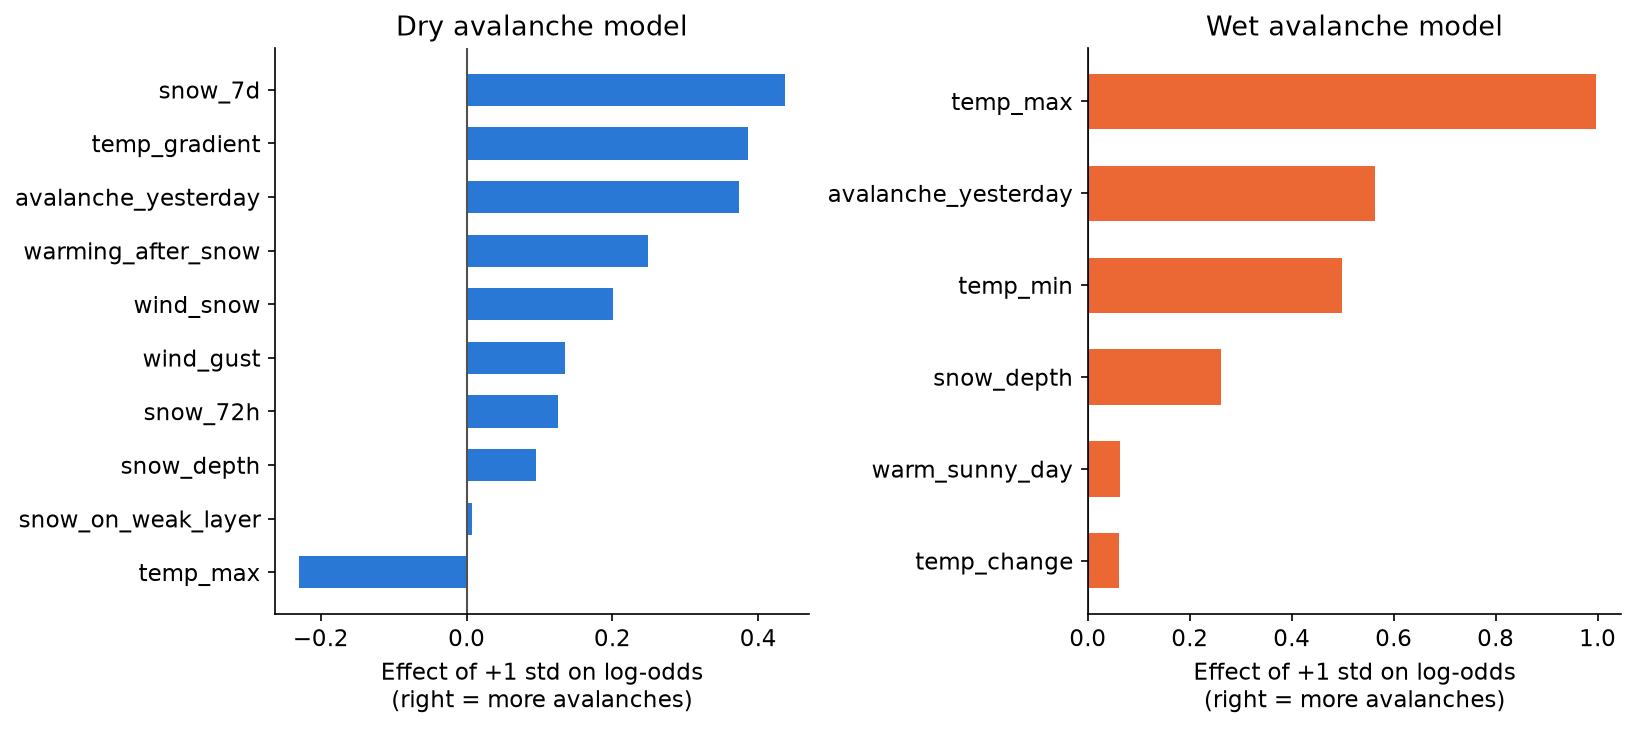 Dry avalanche model
snow_7d
temp_gradient
avalanche_yesterday
warming_after_snow
wind_snow
wind_gust
snow_72h
snow_depth
snow_on_weak_layer
temp_max
−0.2 0.0 0.2 0.4
Effect of +1 std on log-odds
(right = more avalanches)
Wet avalanche model
temp_max
avalanche_yesterday
temp_min
snow_depth
warm_sunny_day
temp_change
0.0 0.2 0.4 0.6 0.8 1.0
Effect of +1 std on log-odds
(right = more avalanches)